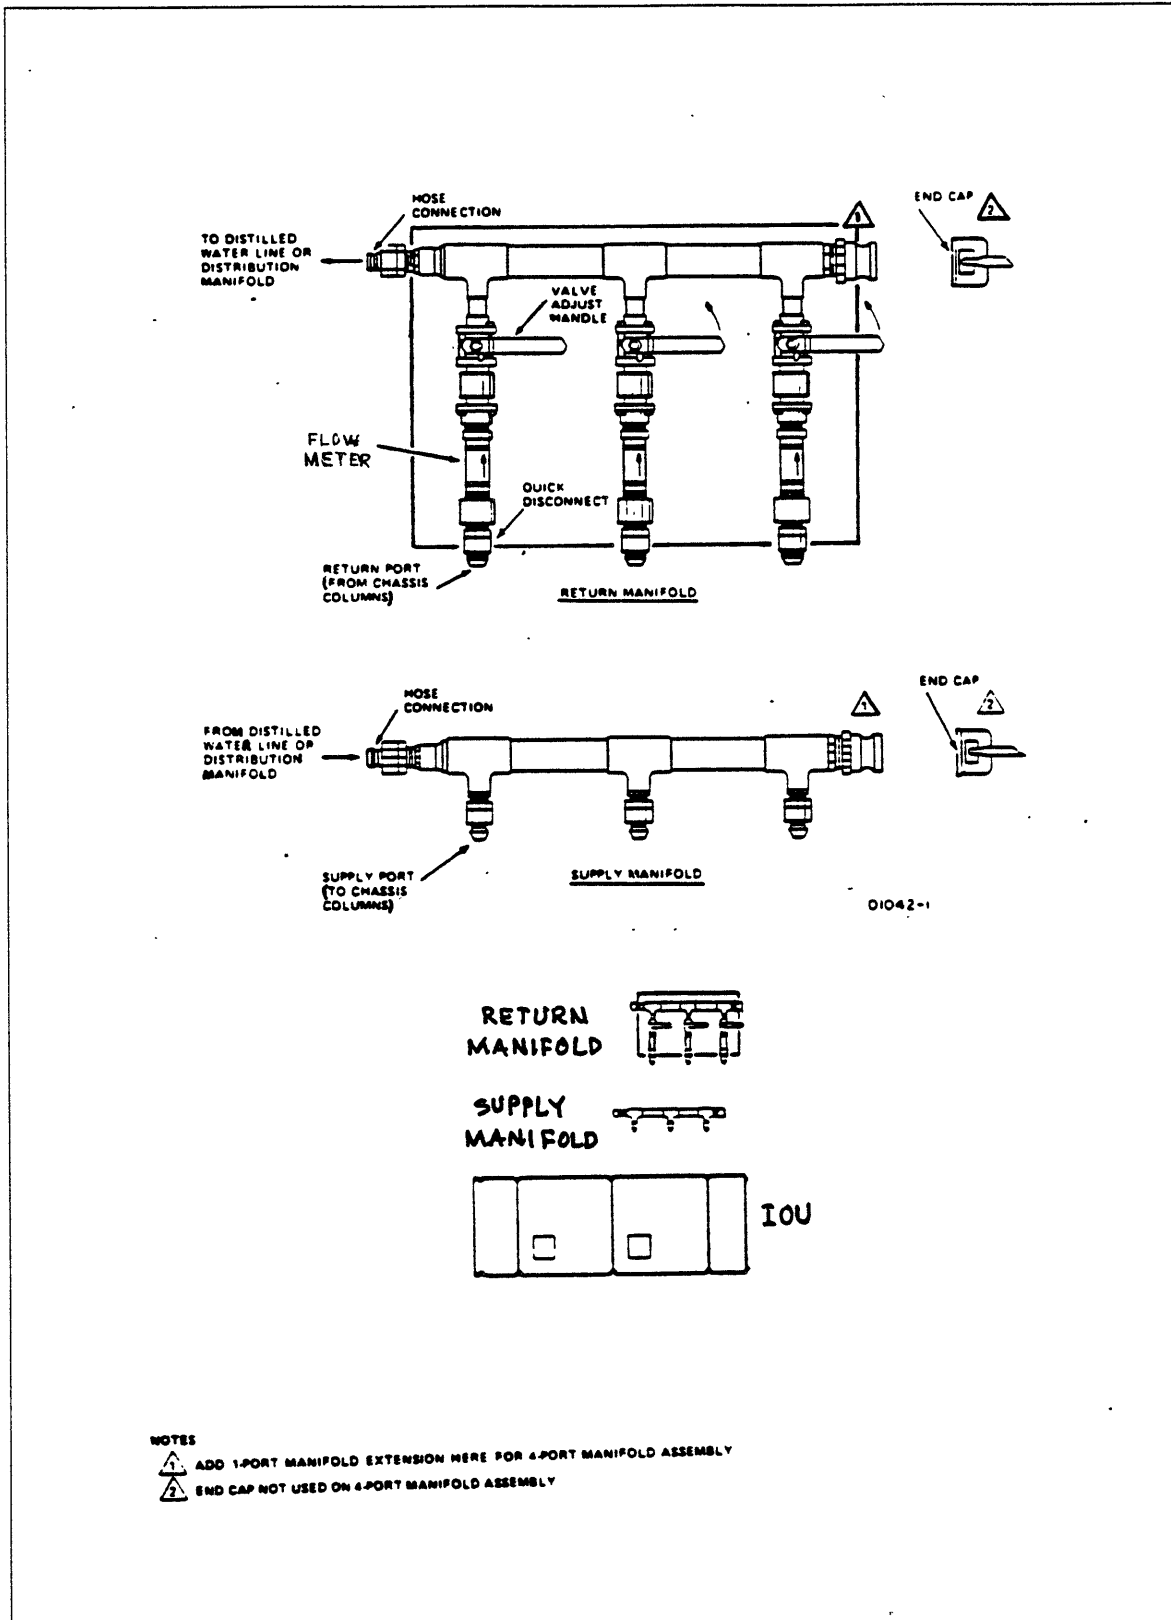 HOSE
CONNECTION
END CAP
2
TO DISTILLED
WATER LINE OR
DISTRIBUTION
MANIFOLD
VALVE
ADJUST
HANDLE
FLOW
METER
QUICK
DISCONNECT
RETURN PORT
(FROM CHASSIS
COLUMNS)
RETURN MANIFOLD
HOSE
CONNECTION
1
END CAP
2
FROM DISTILLED
WATER LINE OR
DISTRIBUTION
MANIFOLD
SUPPLY PORT
(TO CHASSIS
COLUMNS)
SUPPLY MANIFOLD
01042-1
RETURN
MANIFOLD
SUPPLY
MANIFOLD
IOU
NOTES
1 ADD 1-PORT MANIFOLD EXTENSION HERE FOR 4-PORT MANIFOLD ASSEMBLY
2 END CAP NOT USED ON 4-PORT MANIFOLD ASSEMBLY